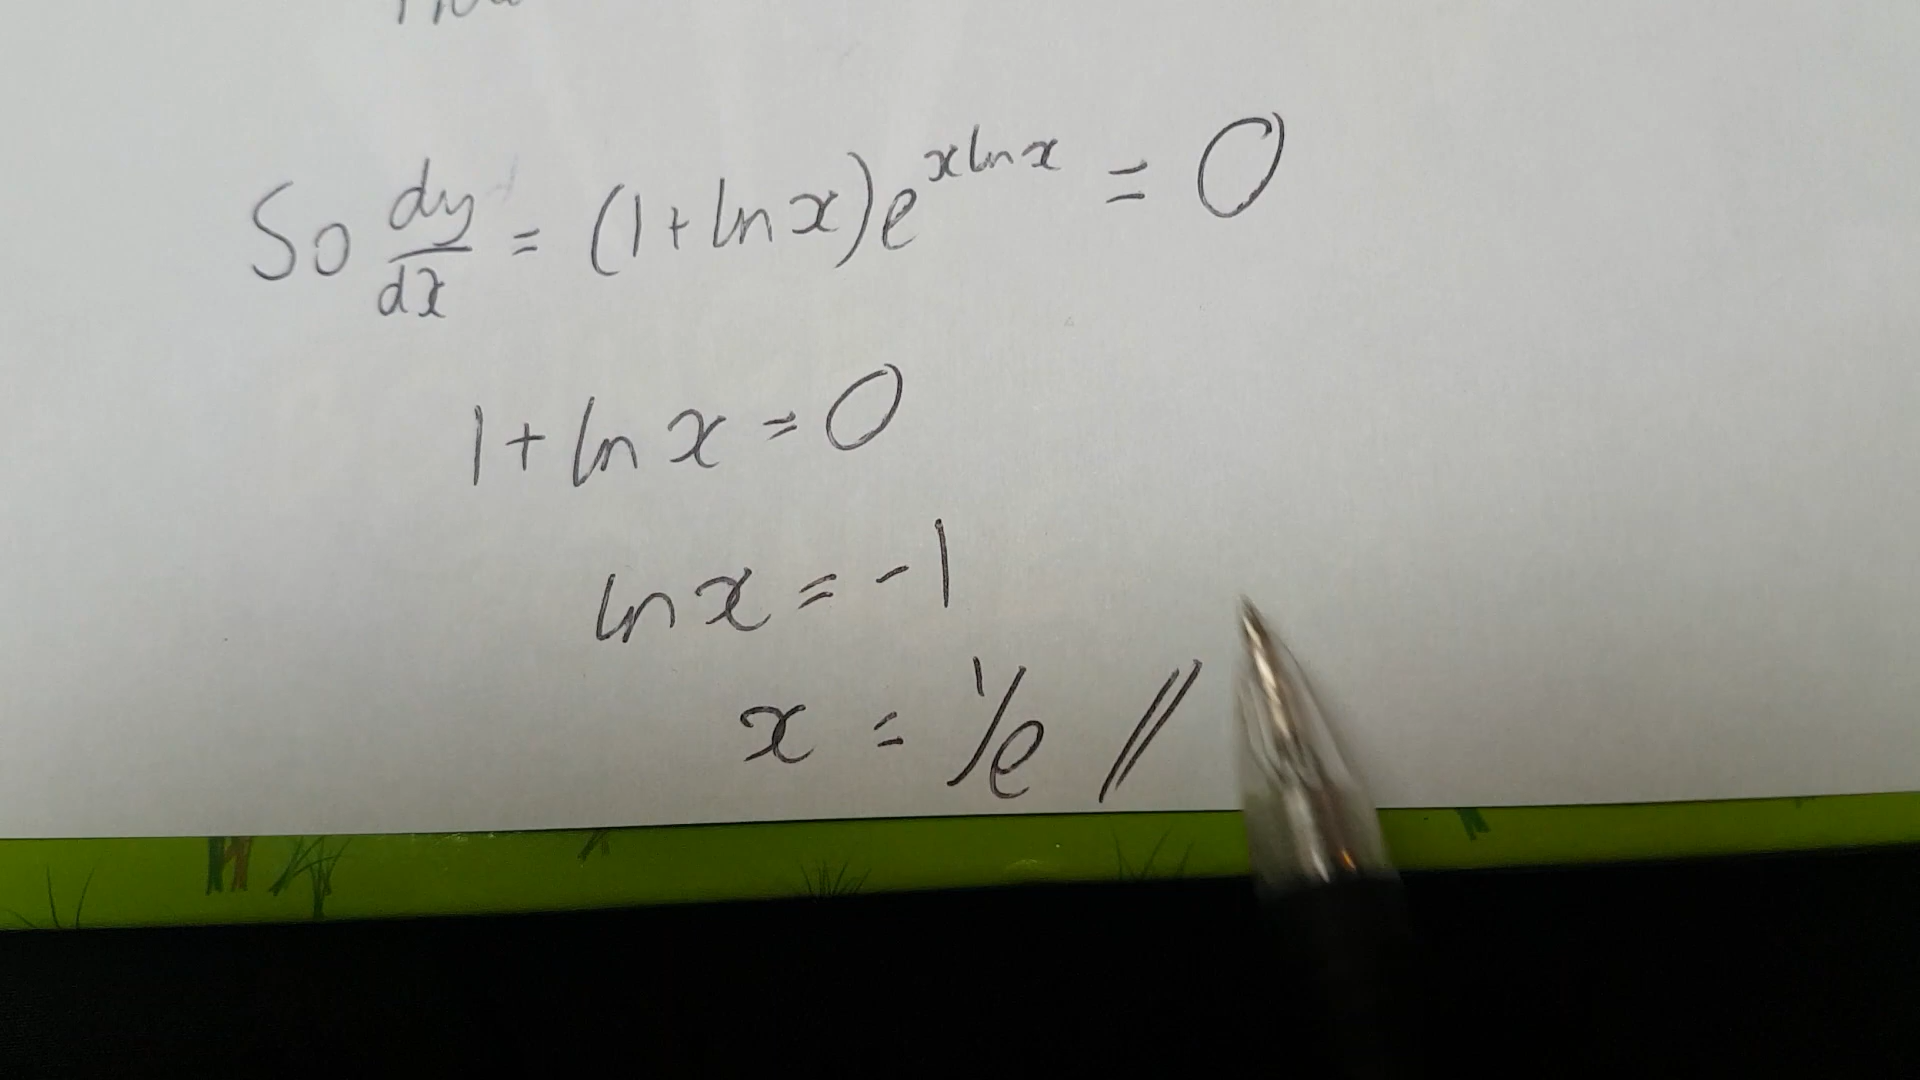 So dy/dx = (1+ln x)e^{x ln x} = 0
1 + ln x = 0
ln x = -1
x = 1/e //